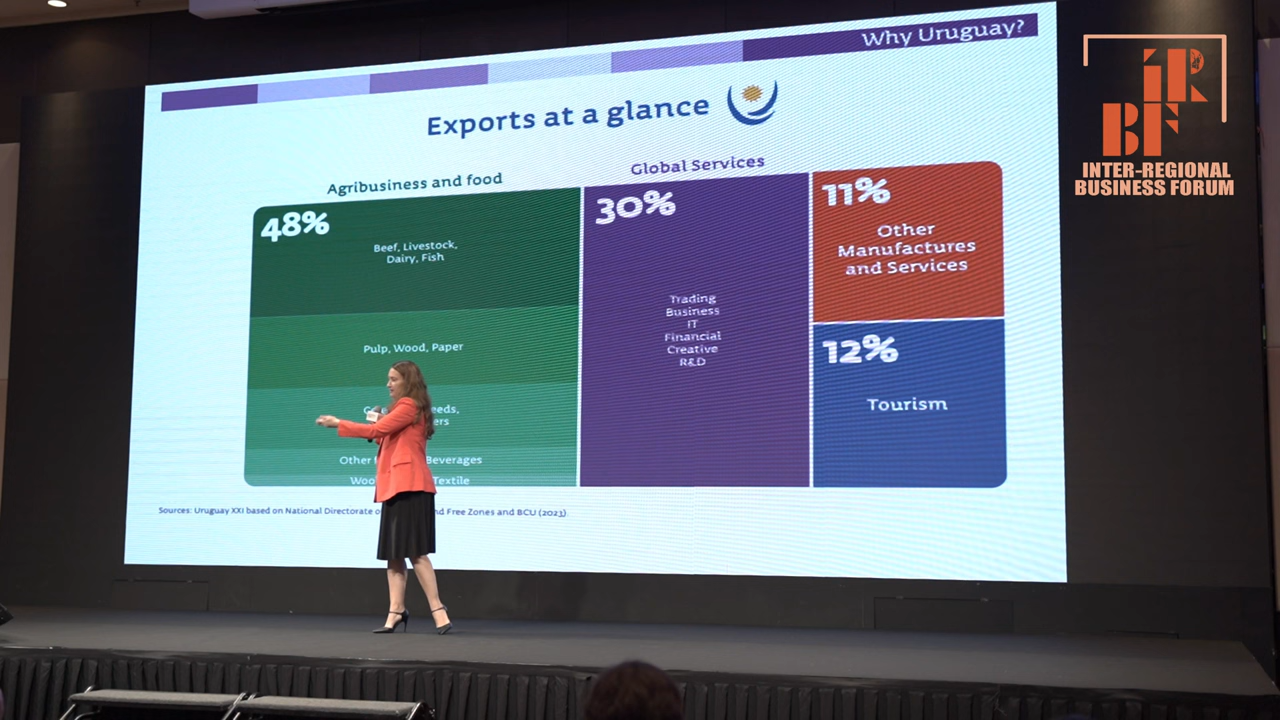 Why Uruguay?
Exports at a glance
Agribusiness and food
48%
Beef, Livestock,
Dairy, Fish
Pulp, Wood, Paper
Other
Beverages
Textile
Global Services
30%
Trading
Business
IT
Financial
Creative
R&D
11%
Other
Manufactures
and Services
12%
Tourism
Sources: Uruguay XXI based on National Directorate
Free Zones and BCU (2023)
IR
BF
INTER-REGIONAL
BUSINESS FORUM